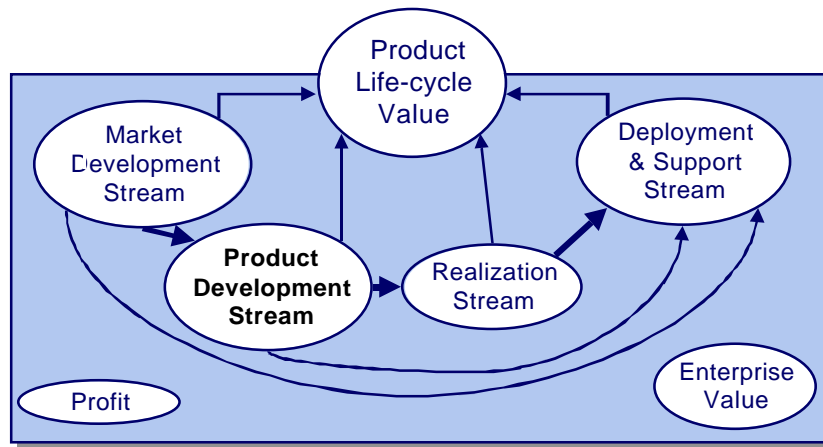 Product
Life-cycle
Value
Market
Development
Stream
Deployment
& Support
Stream
Product
Development
Stream
Realization
Stream
Profit
Enterprise
Value